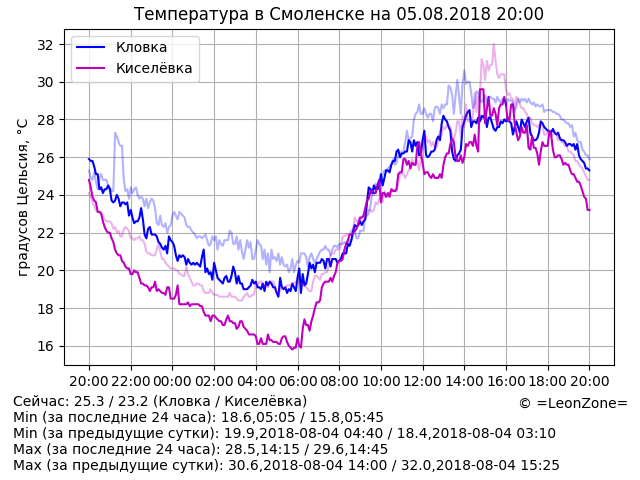 Температура в Смоленске на 05.08.2018 20:00
Кловка
Киселёвка
градусов Цельсия, °C
32
30
28
26
24
22
20
18
16
20:00 22:00 00:00 02:00 04:00 06:00 08:00 10:00 12:00 14:00 16:00 18:00 20:00
Сейчас: 25.3 / 23.2 (Кловка / Киселёвка)
© =LeonZone=
Min (за последние 24 часа): 18.6,05:05 / 15.8,05:45
Min (за предыдущие сутки): 19.9,2018-08-04 04:40 / 18.4,2018-08-04 03:10
Max (за последние 24 часа): 28.5,14:15 / 29.6,14:45
Max (за предыдущие сутки): 30.6,2018-08-04 14:00 / 32.0,2018-08-04 15:25